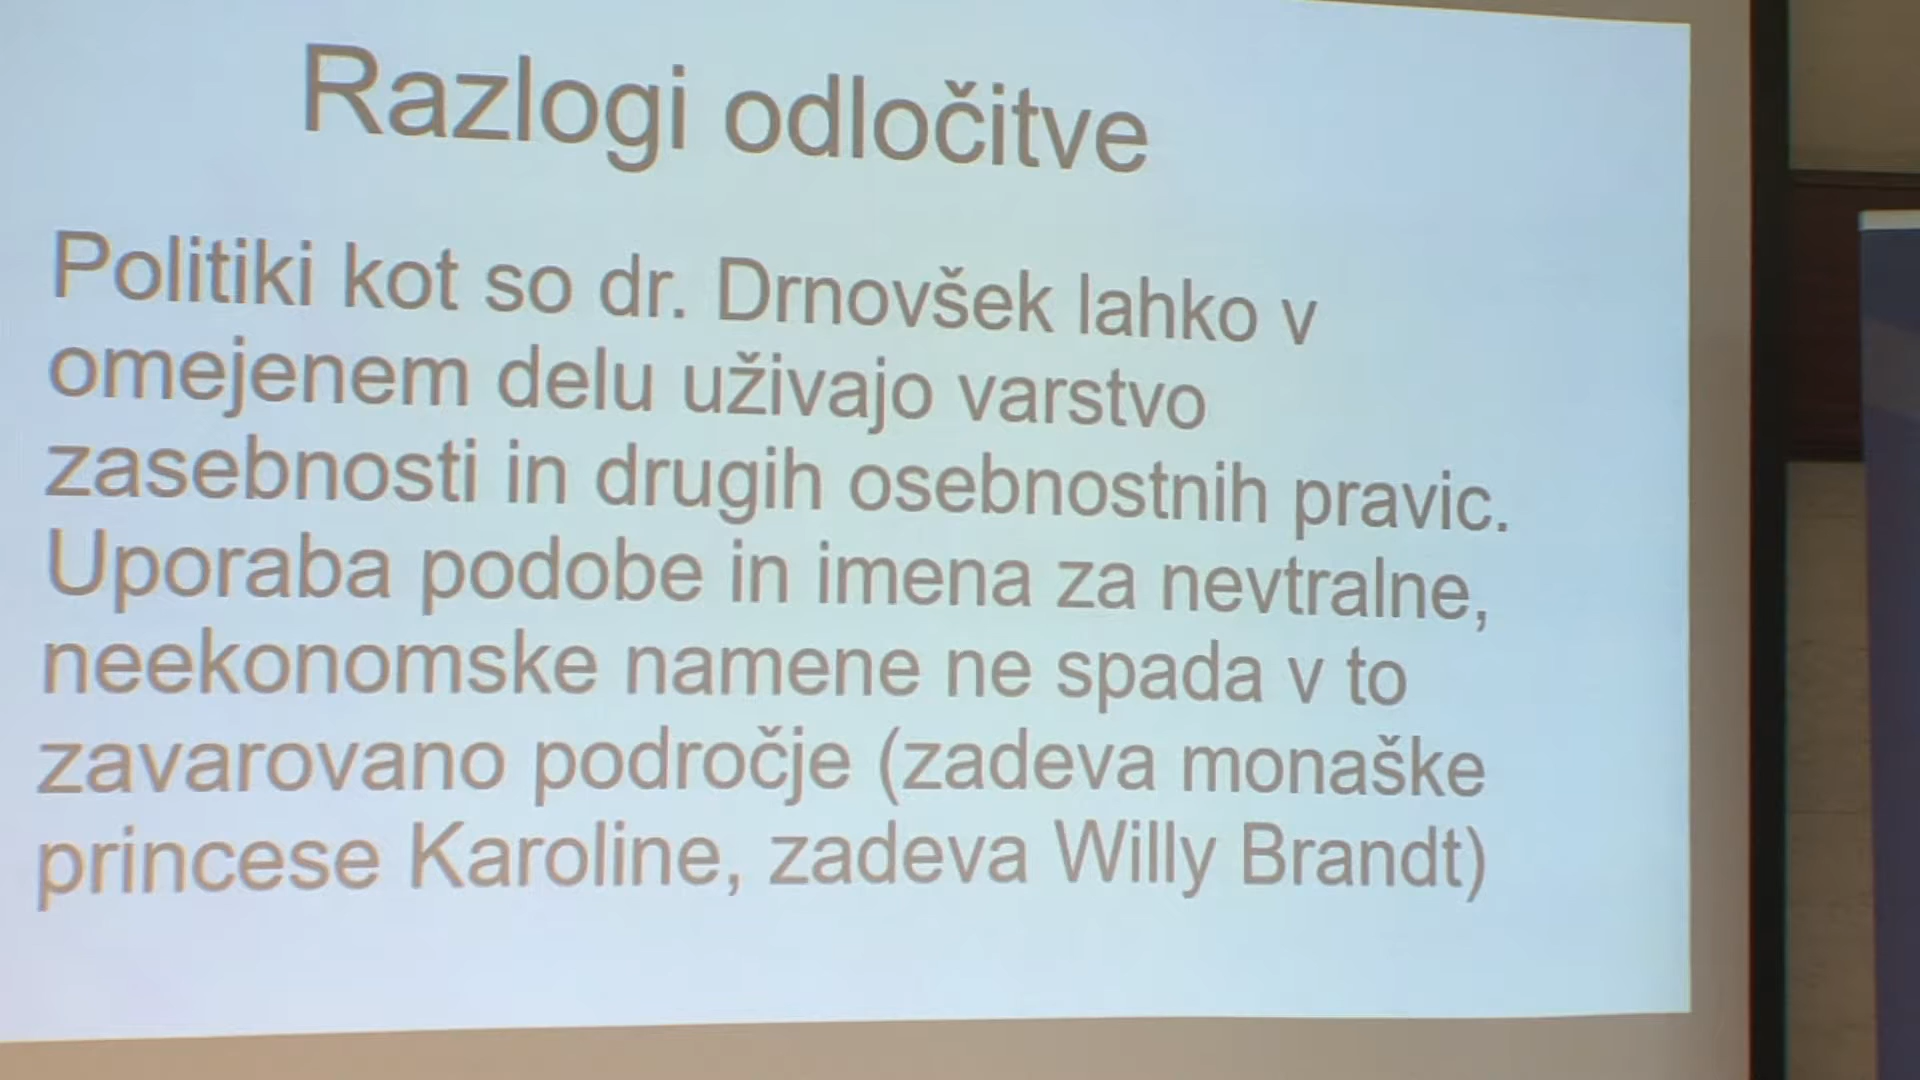 Razlogi odločitve
Politiki kot so dr. Drnovšek lahko v
omejenem delu uživajo varstvo
zasebnosti in drugih osebnostnih pravic.
Uporaba podobe in imena za nevtralne,
neekonomske namene ne spada v to
zavarovano področje (zadeva monaške
princese Karoline, zadeva Willy Brandt)